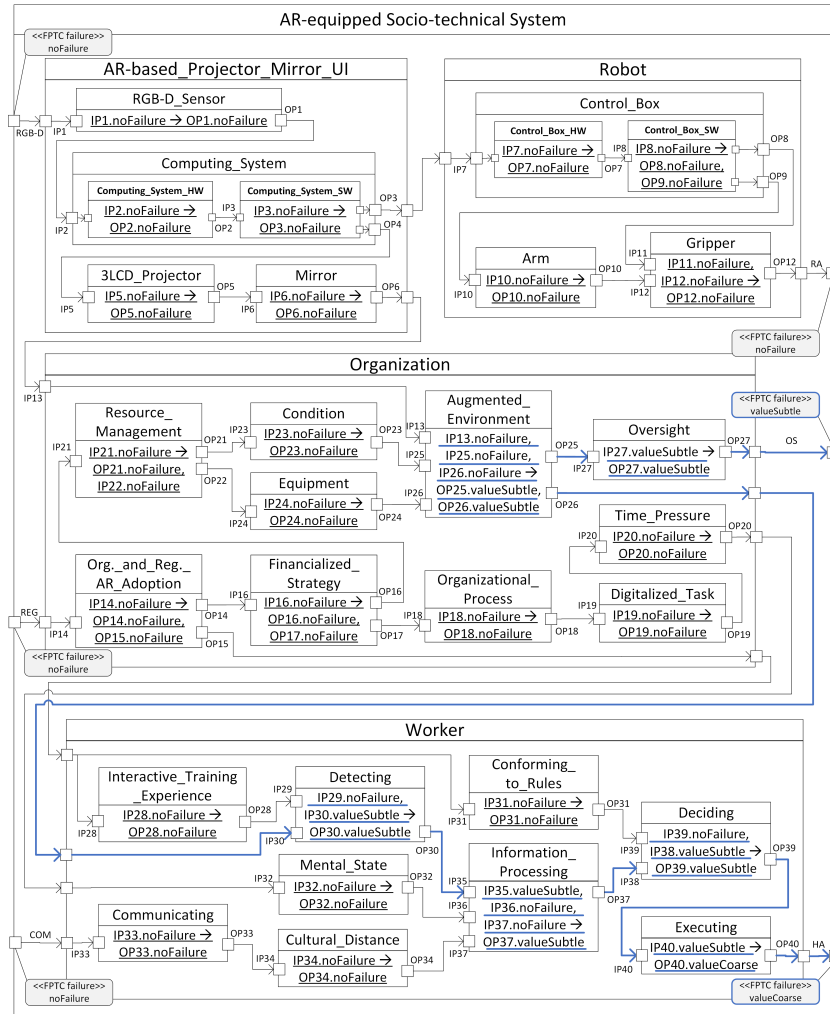 AR-equipped Socio-technical System
<<FPTC failure>>
noFailure
AR-based_Projector_Mirror_UI
RGB-D
IP1
RGB-D_Sensor
IP1.noFailure → OP1.noFailure
OP1
Computing_System
Computing_System_HW
IP2.noFailure →
OP2.noFailure
IP2
OP2
IP3
Computing_System_SW
IP3.noFailure →
OP3.noFailure
OP3
OP4
3LCD_Projector
IP5.noFailure →
OP5.noFailure
IP5
OP5
Mirror
IP6.noFailure →
OP6.noFailure
IP6
OP6
Robot
Control_Box
Control_Box_HW
IP7.noFailure →
OP7.noFailure
IP7
OP7
IP8
Control_Box_SW
IP8.noFailure →
OP8.noFailure,
OP9.noFailure
OP8
OP9
Arm
IP10.noFailure →
OP10.noFailure
IP10
OP10
IP11
IP12
Gripper
IP11.noFailure,
IP12.noFailure →
OP12.noFailure
OP12
RA
<<FPTC failure>>
noFailure
Organization
IP13
Resource_
Management
IP21.noFailure →
OP21.noFailure,
IP22.noFailure
IP21
OP21
OP22
IP23
Condition
IP23.noFailure →
OP23.noFailure
OP23
IP24
Equipment
IP24.noFailure →
OP24.noFailure
OP24
Augmented_
Environment
IP13
IP25
IP26
IP13.noFailure,
IP25.noFailure,
IP26.noFailure →
OP25.valueSubtle,
OP26.valueSubtle
OP25
OP26
Oversight
IP27.valueSubtle →
OP27.valueSubtle
IP27
OP27
OS
<<FPTC failure>>
valueSubtle
Time_Pressure
IP20.noFailure →
OP20.noFailure
IP20
OP20
REG
IP14
Org._and_Reg._
AR_Adoption
IP14.noFailure →
OP14.noFailure,
OP15.noFailure
OP14
OP15
IP16
Financialized_
Strategy
IP16.noFailure →
OP16.noFailure,
OP17.noFailure
OP16
OP17
IP18
Organizational_
Process
IP18.noFailure →
OP18.noFailure
OP18
IP19
Digitalized_Task
IP19.noFailure →
OP19.noFailure
OP19
<<FPTC failure>>
noFailure
Worker
Interactive_Training
_Experience
IP28.noFailure →
OP28.noFailure
IP28
OP28
IP29
IP30
Detecting
IP29.noFailure,
IP30.valueSubtle →
OP30.valueSubtle
OP30
Conforming_
to_Rules
IP31.noFailure →
OP31.noFailure
IP31
OP31
Deciding
IP39.noFailure,
IP38.valueSubtle →
OP39.valueSubtle
IP39
IP38
OP39
IP32
Mental_State
IP32.noFailure →
OP32.noFailure
OP32
Information_
Processing
IP35
IP36
IP37
IP35.valueSubtle,
IP36.noFailure,
IP37.noFailure →
OP37.valueSubtle
OP37
COM
IP33
Communicating
IP33.noFailure →
OP33.noFailure
OP33
IP34
Cultural_Distance
IP34.noFailure →
OP34.noFailure
OP34
Executing
IP40.valueSubtle →
OP40.valueCoarse
IP40
OP40
HA
<<FPTC failure>>
noFailure
<<FPTC failure>>
valueCoarse